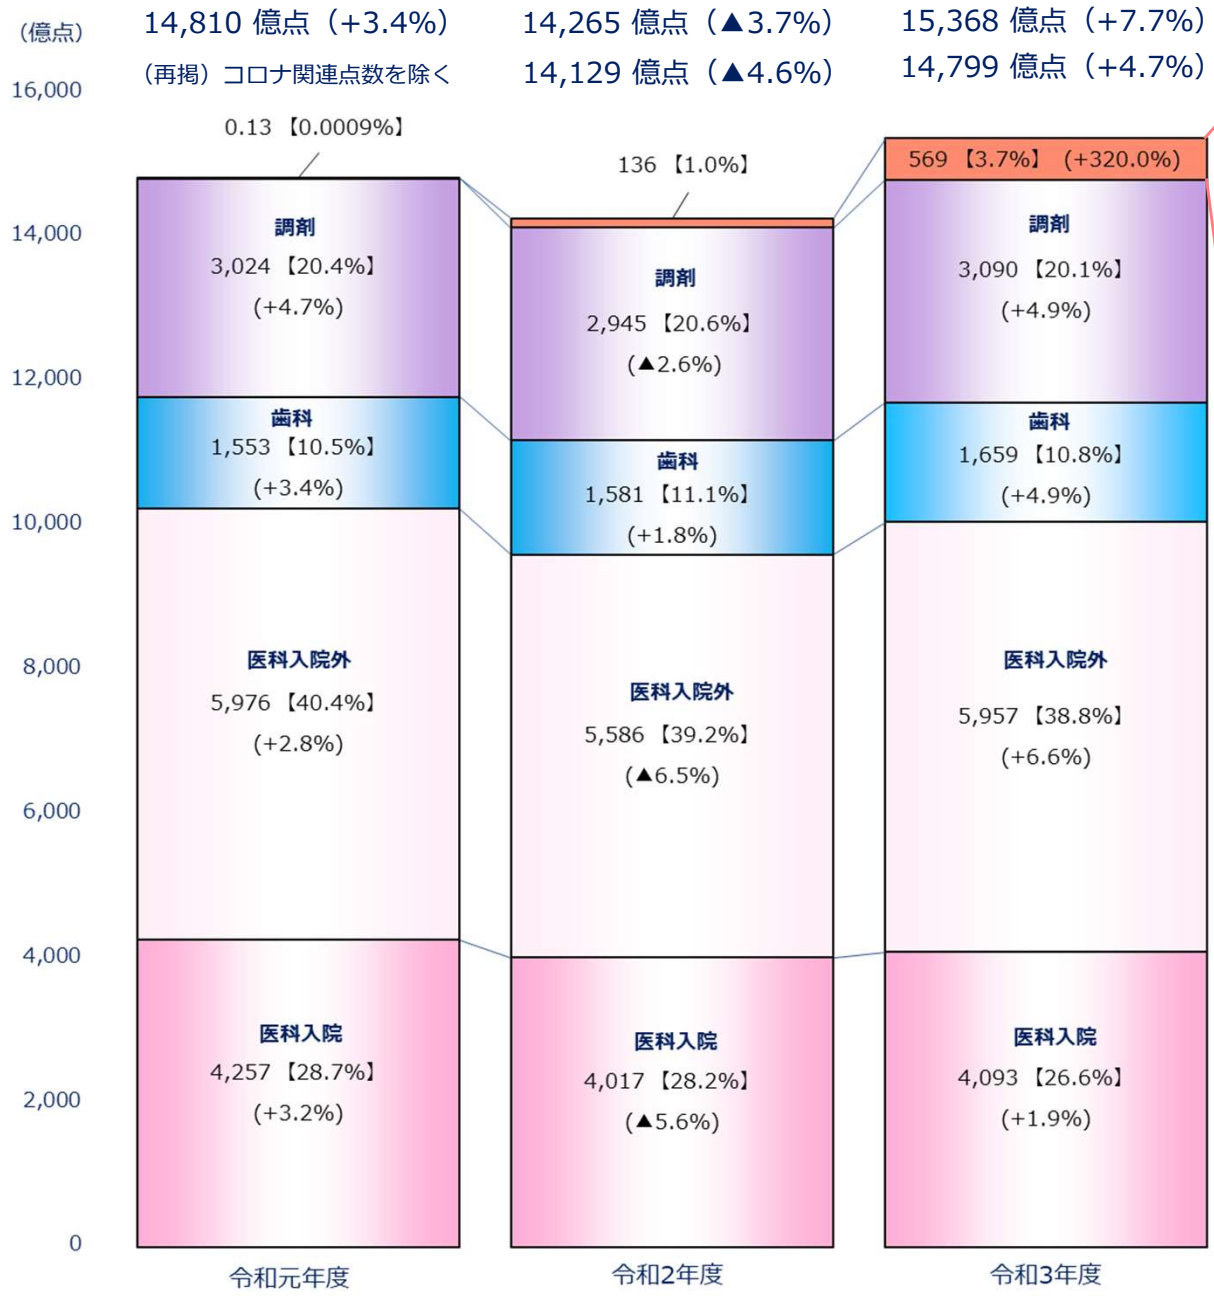 （億点）
14,810 億点（+3.4%）
14,265 億点（▲3.7%）
15,368 億点（+7.7%）
（再掲）コロナ関連点数を除く
14,129 億点（▲4.6%）
14,799 億点（+4.7%）
16,000
14,000
12,000
10,000
8,000
6,000
4,000
2,000
0
0.13 【0.0009%】
調剤
3,024 【20.4%】
(+4.7%)
歯科
1,553 【10.5%】
(+3.4%)
医科入院外
5,976 【40.4%】
(+2.8%)
医科入院
4,257 【28.7%】
(+3.2%)
令和元年度
136 【1.0%】
調剤
2,945 【20.6%】
(▲2.6%)
歯科
1,581 【11.1%】
(+1.8%)
医科入院外
5,586 【39.2%】
(▲6.5%)
医科入院
4,017 【28.2%】
(▲5.6%)
令和2年度
569 【3.7%】 (+320.0%)
調剤
3,090 【20.1%】
(+4.9%)
歯科
1,659 【10.8%】
(+4.9%)
医科入院外
5,957 【38.8%】
(+6.6%)
医科入院
4,093 【26.6%】
(+1.9%)
令和3年度